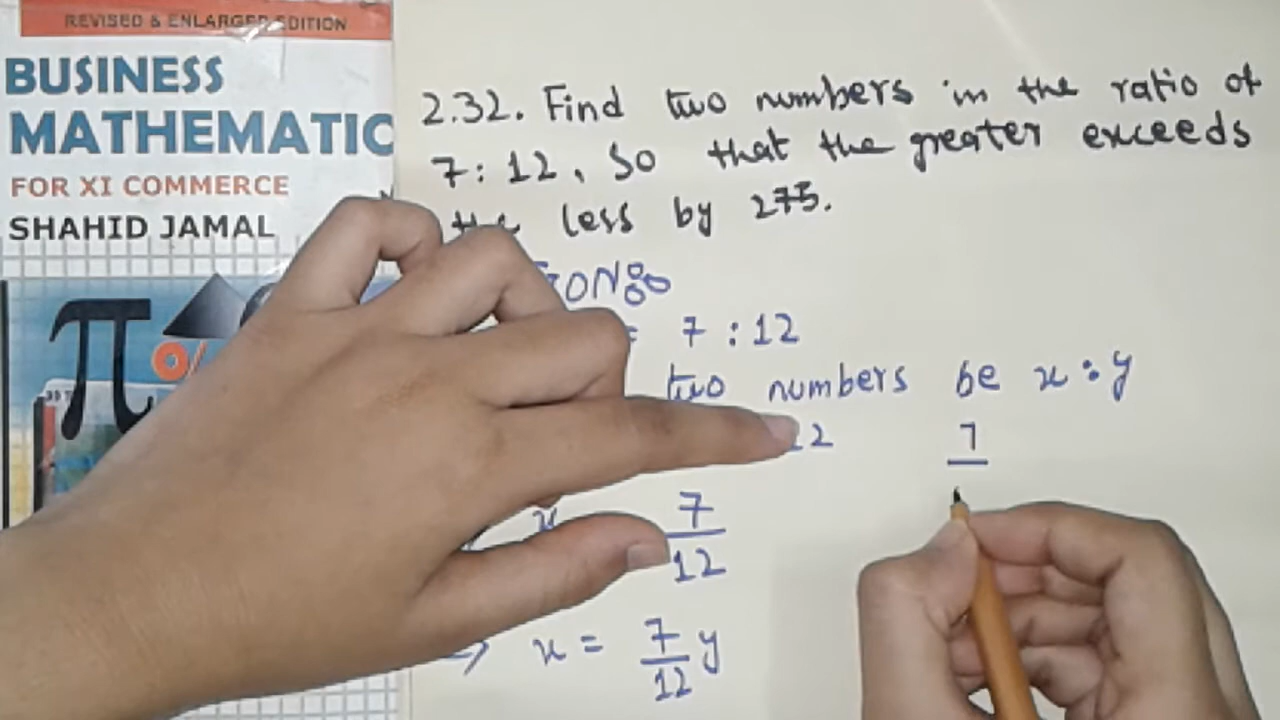 REVISED & ENLARGED EDITION
BUSINESS
MATHEMATIC
FOR XI COMMERCE
SHAHID JAMAL
π
%
2.32. Find two numbers in the ratio of
7 : 12, So that the greater exceeds
the less by 275.
= 7 : 12
two numbers be x : y
7
x 7
12
⇒ x = 7/12 y